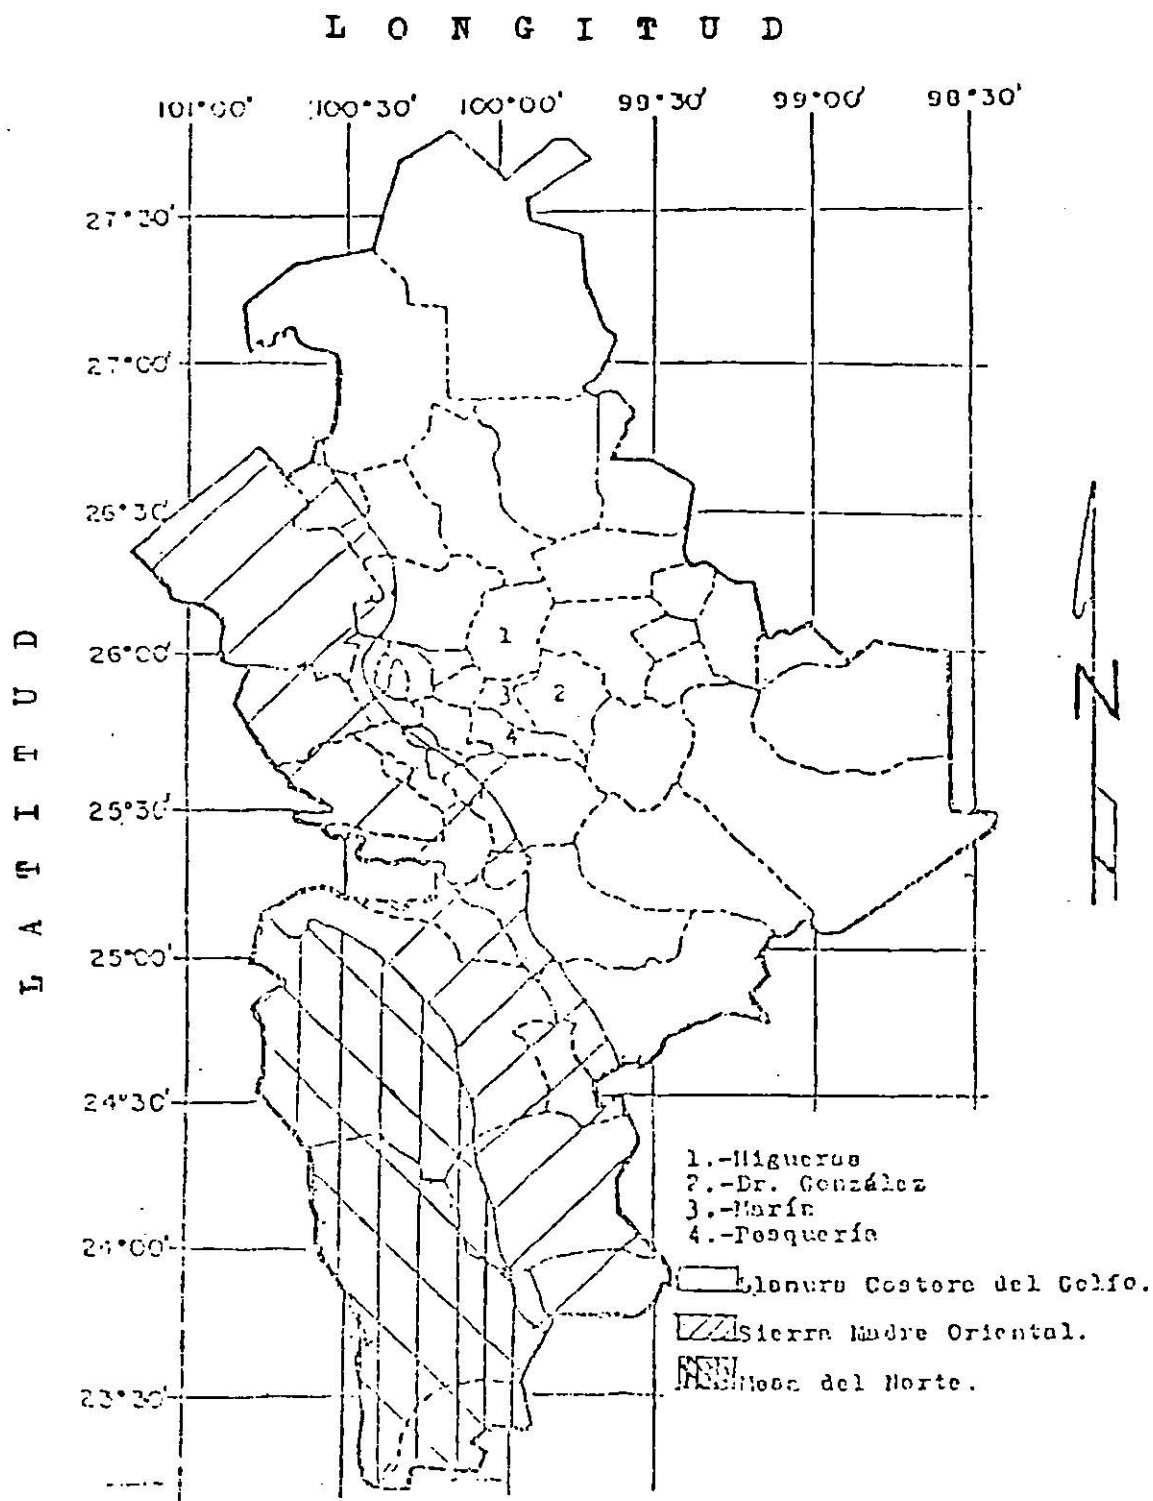 L O N G I T U D
101°00' 100°30' 100°00' 99°30' 99°00' 98°30'
27°30'
27°00'
26°30'
26°00'
25°30'
25°00'
24°30'
24°00'
23°30'
L A T I T U D
1
2
3
4
N
1.-Higueras
2.-Dr. González
3.-Marín
4.-Pesquería
Llanura Costera del Golfo.
Sierra Madre Oriental.
Mesa del Norte.